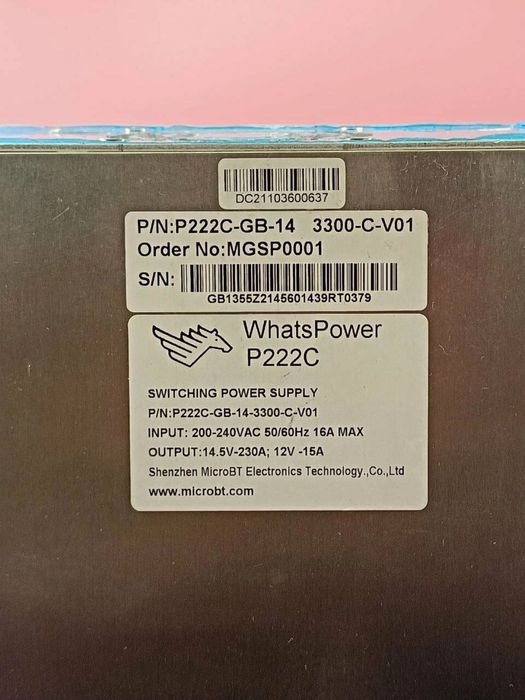 DC21103600637
P/N:P222C-GB-14 3300-C-V01
Order No:MGSP0001
S/N:
GB1355Z2145601439RT0379
WhatsPower
P222C
SWITCHING POWER SUPPLY
P/N:P222C-GB-14-3300-C-V01
INPUT: 200-240VAC 50/60Hz 16A MAX
OUTPUT:14.5V-230A; 12V -15A
Shenzhen MicroBT Electronics Technology.,Co.,Ltd
www.microbt.com